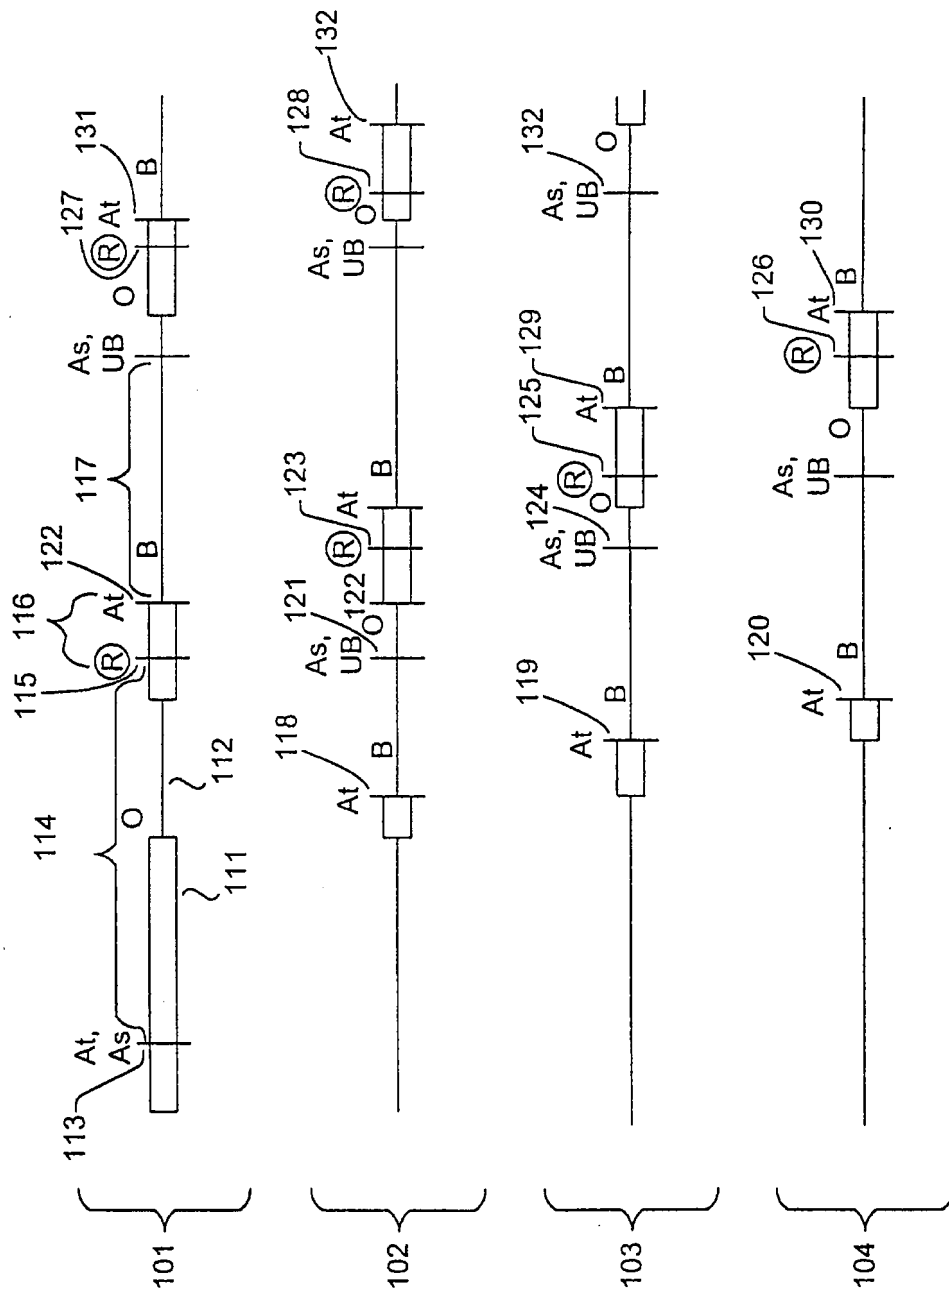 101
113
At,
As
114
O
111
112
115
R
116
At
122
B
117
As,
UB
O
R
127
At
131
B
102
118
At
B
As,
UB
121
O
122
R
123
At
B
As,
UB
O
R
128
At
132
103
At
119
B
As,
UB
124
O
R
125
At
129
B
As,
UB
132
O
104
At
120
B
As,
UB
O
R
126
At
130
B